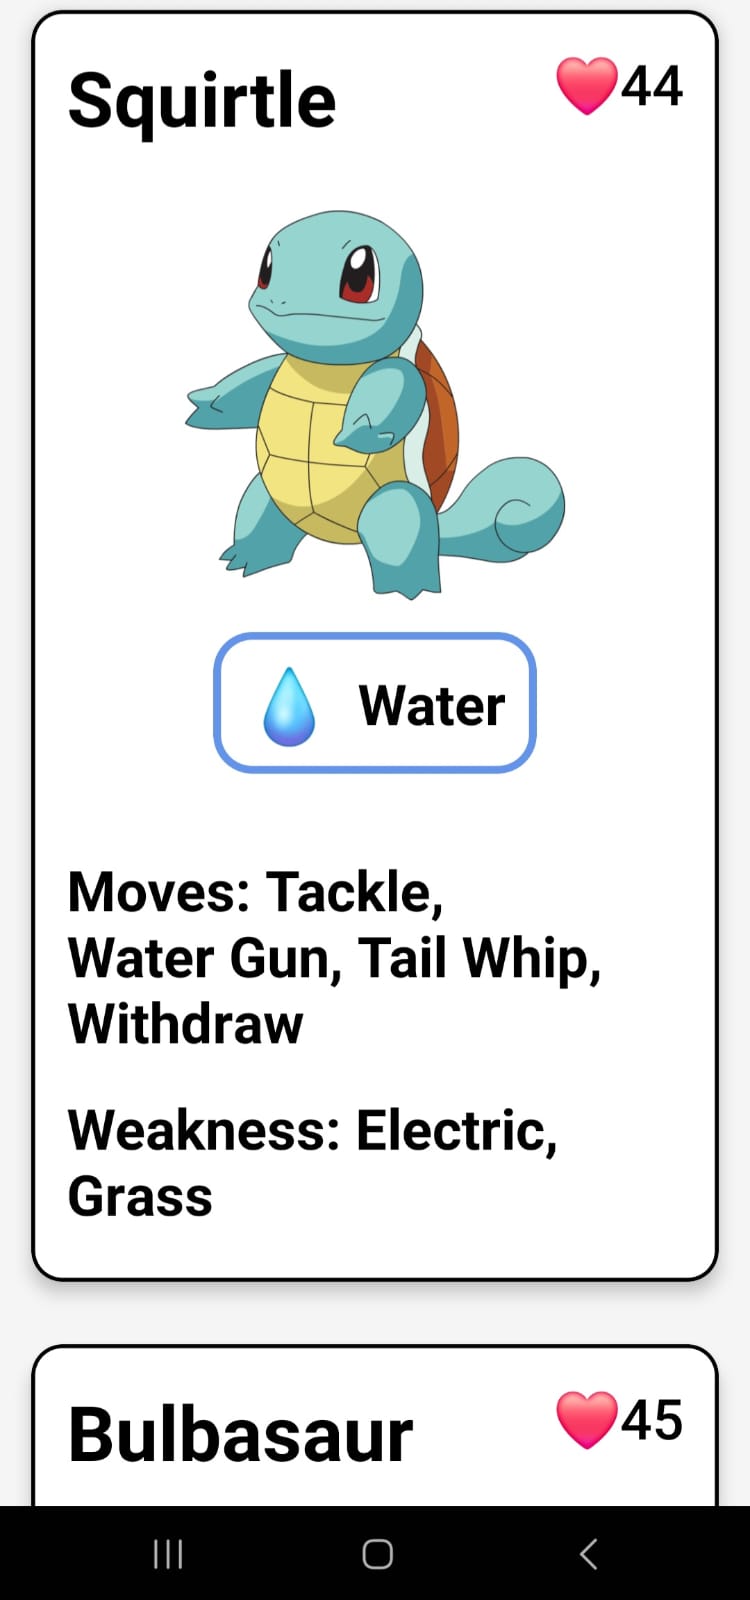 Squirtle ❤️44
💧 Water
Moves: Tackle,
Water Gun, Tail Whip,
Withdraw
Weakness: Electric,
Grass
Bulbasaur ❤️45